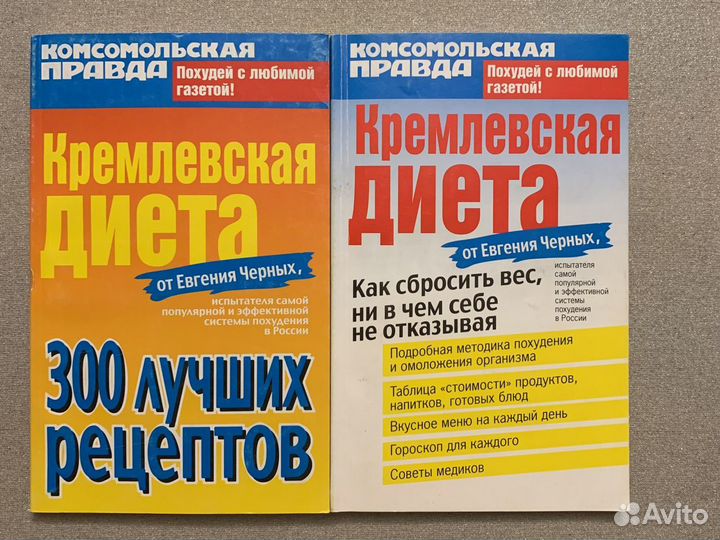 КОМСОМОЛЬСКАЯ
ПРАВДА
Похудей с любимой
газетой!
Кремлевская
диета
от Евгения Черных,
испытателя самой
популярной и эффективной
системы похудения
в России
300 лучших
рецептов
КОМСОМОЛЬСКАЯ
ПРАВДА
Похудей с любимой
газетой!
Кремлевская
диета
от Евгения Черных,
испытателя
самой
популярной
и эффективной
системы
похудения
в России
Как сбросить вес,
ни в чем себе
не отказывая
Подробная методика похудения
и омоложения организма
Таблица «стоимости» продуктов,
напитков, готовых блюд
Вкусное меню на каждый день
Гороскоп для каждого
Советы медиков
Avito